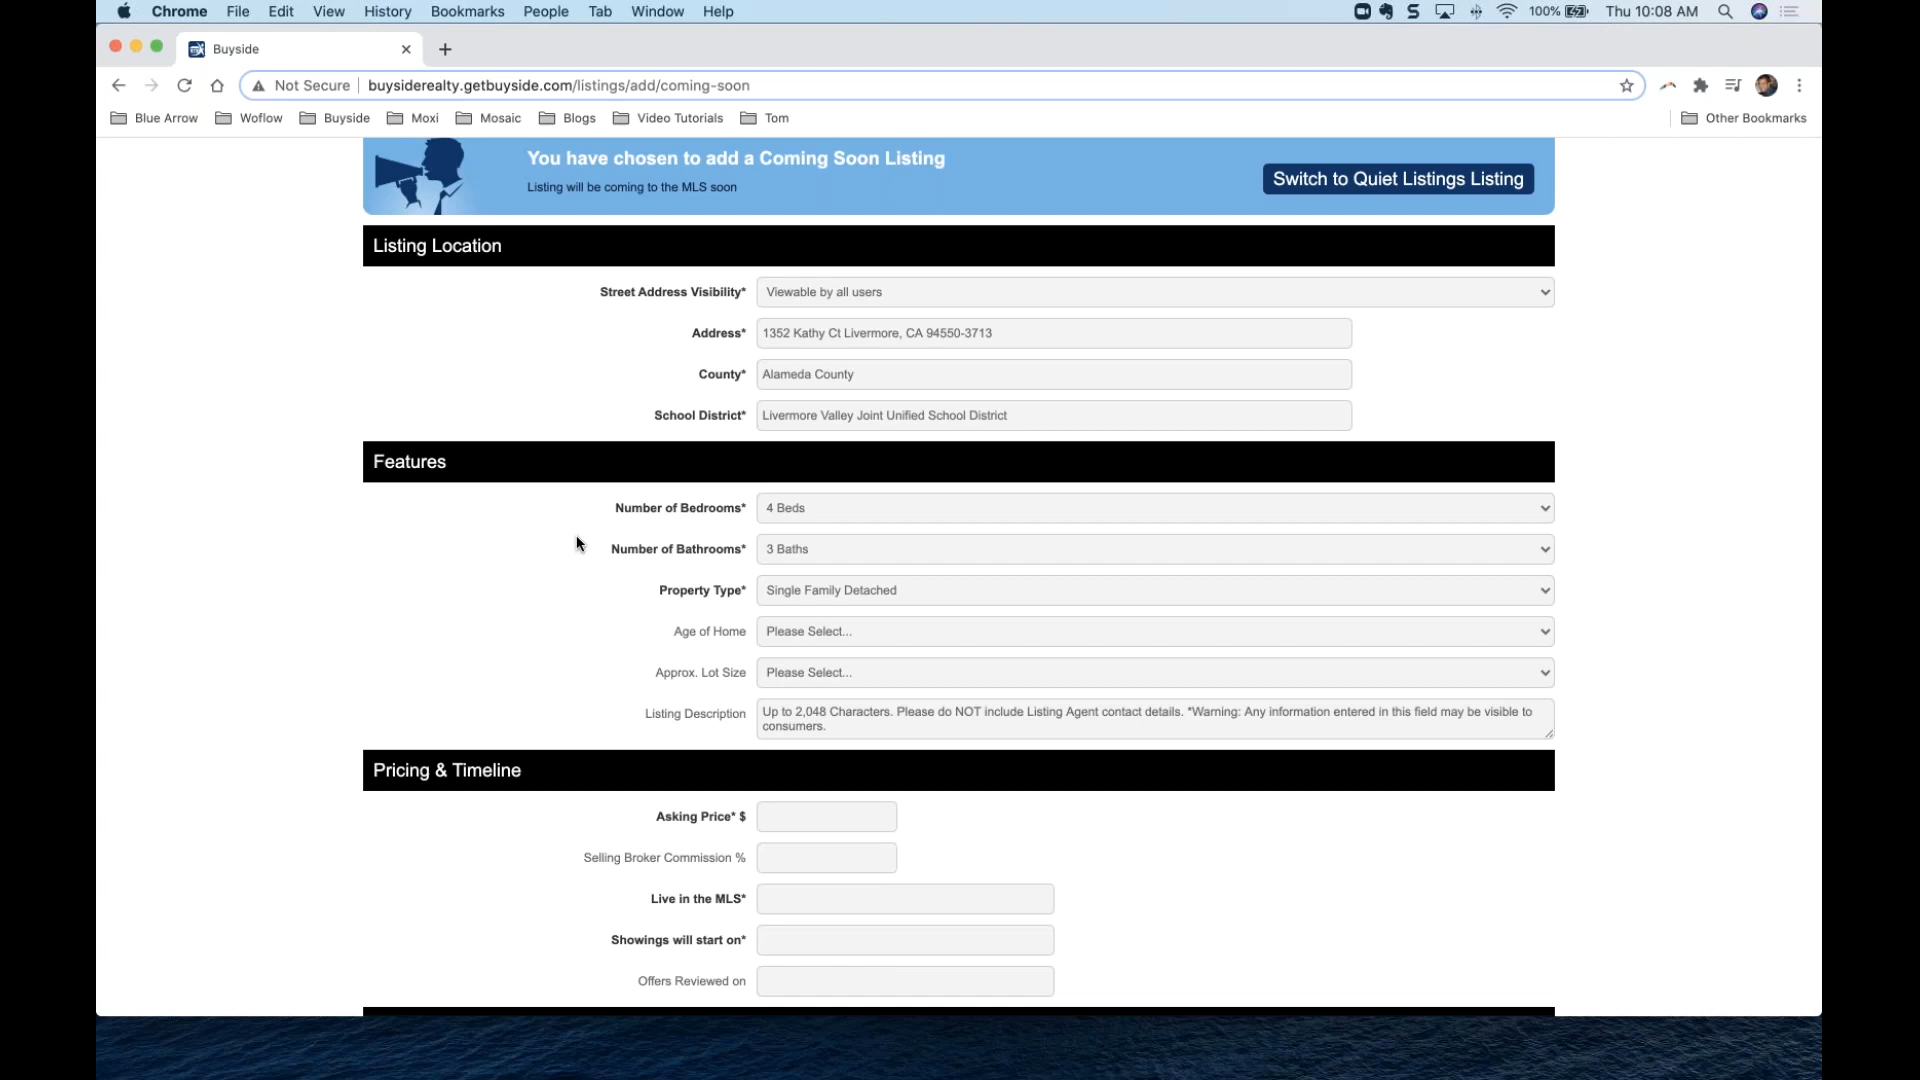 Chrome File Edit View History Bookmarks People Tab Window Help 100% Thu 10:08 AM
Buyside
Not Secure buysiderealty.getbuyside.com/listings/add/coming-soon
Blue Arrow Woflow Buyside Moxi Mosaic Blogs Video Tutorials Tom Other Bookmarks
You have chosen to add a Coming Soon Listing
Listing will be coming to the MLS soon
Switch to Quiet Listings Listing
Listing Location
Street Address Visibility* Viewable by all users
Address* 1352 Kathy Ct Livermore, CA 94550-3713
County* Alameda County
School District* Livermore Valley Joint Unified School District
Features
Number of Bedrooms* 4 Beds
Number of Bathrooms* 3 Baths
Property Type* Single Family Detached
Age of Home Please Select...
Approx. Lot Size Please Select...
Listing Description Up to 2,048 Characters. Please do NOT include Listing Agent contact details. *Warning: Any information entered in this field may be visible to
consumers.
Pricing & Timeline
Asking Price* $
Selling Broker Commission %
Live in the MLS*
Showings will start on*
Offers Reviewed on